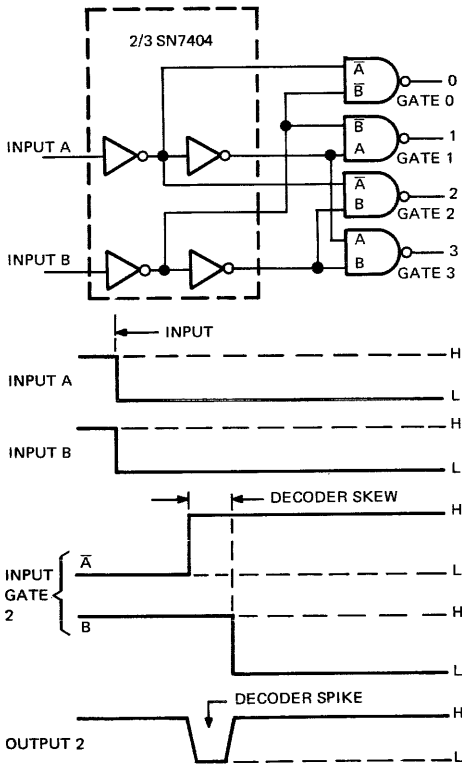 2/3 SN7404
A̅
B̅
0
GATE 0
INPUT A
B̅
A
1
GATE 1
A̅
B
2
GATE 2
INPUT B
A
B
3
GATE 3
INPUT
H
INPUT A
L
H
INPUT B
L
DECODER SKEW
H
A̅
L
INPUT
GATE
2
B
H
L
DECODER SPIKE
H
OUTPUT 2
L